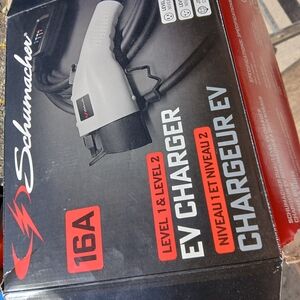 Schumacher
16A
LEVEL 1 & LEVEL 2
EV CHARGER
NIVEAU 1 ET NIVEAU 2
CHARGEUR EV